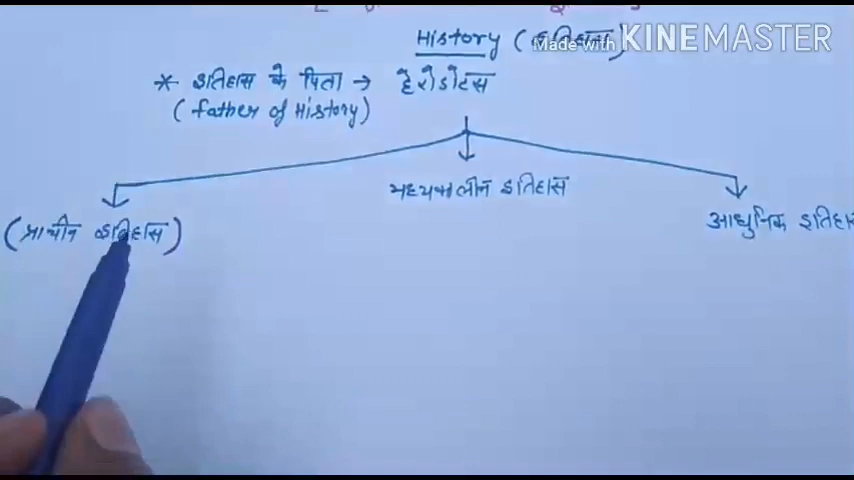 History (इतिहास)
Made with KINEMASTER
* इतिहास के पिता → हेरोडोटस
(father of History)
मध्यकालीन इतिहास
(प्राचीन इतिहास)
आधुनिक इतिहास